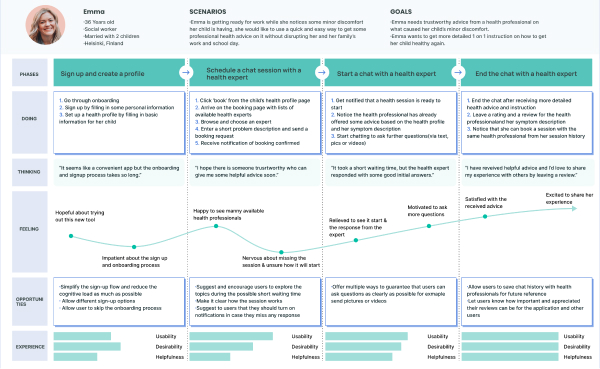 Emma
-36 Years old
-Social worker
-Married with 2 children
-Helsinki, Finland
SCENARIOS
-Emma is getting ready for work while she notices some minor discomfort
her child is having, she would like to use a quick and easy way to get some
professional health advice on it without disrupting her and her family's
work and school day.
GOALS
-Emma needs trustworthy advice from a health professional on
what caused her child's minor discomfort.
-Emma wants to get more detailed 1 on 1 instruction on how to get
her child healthy again.
PHASES
Sign up and create a profile
Schedule a chat session with a
health expert
Start a chat with a health expert
End the chat with a health expert
DOING
1. Go through onboarding
2. Sign up by filling in some personal information
3. Set up a health profile by filling in basic
information for her child
1. Click 'book' from the child's health profile page
2. Arrive on the booking page with lists of
available health experts
3. Browse and choose an expert
4. Enter a short problem description and send a
booking request
5. Receive notification of booking confirmed
1. Get notified that a health session is ready to
start
2. Notice the health professional has already
offered some advice based on the health profile
and her symptom description
3. Start chatting to ask further questions(via text,
pics or videos)
1. End the chat after receiving more detailed
health advice and instruction
2. Leave a rating and a review for the health
professionaland her symptom description
3. Notice that she can book a session with the
same health professional from her session history
THINKING
"It seems like a convenient app but the onboarding
and signup process takes so long."
"I hope there is someone trustworthy who can
give me some helpful advice soon."
"It took a short waiting time, but the health expert
responded with some good initial answers."
"I have received helpful advice and I'd love to share
my experience with others by leaving a review."
FEELING
Hopeful about trying
out this new tool
Impatient about the sign up
and onboarding process
Happy to see manny available
health professionals
Nervous about missing the
session & unsure how it will start
Relieved to see it start &
the response from the
expert
Motivated to ask
more questions
Satisfied with the
received advice
Excited to share her
experience
OPPORTUNI
TIES
-Simplify the sign-up flow and reduce the
cognitive lead as much as possible
- Allow different sign-up options
- Allow user to skip the onboarding process
-Suggest and encourage users to explore the
topics during the possible short waiting time
- Make it clear how the session works
-Suggest to users that they should turn on
notifications in case they miss any response
-Offer multiple ways to guarantee that users can
ask questions as clearly as possible for exmaple
send pictures or videos
-Allow users to save chat history with health
professionals for future reference
-Let users know how important and appreciated
their reviews can be for the application and other
users
EXPERIENCE
Usability
Desirability
Helpfulness
Usability
Desirability
Helpfulness
Usability
Desirability
Helpfulness
Usability
Desirability
Helpfulness